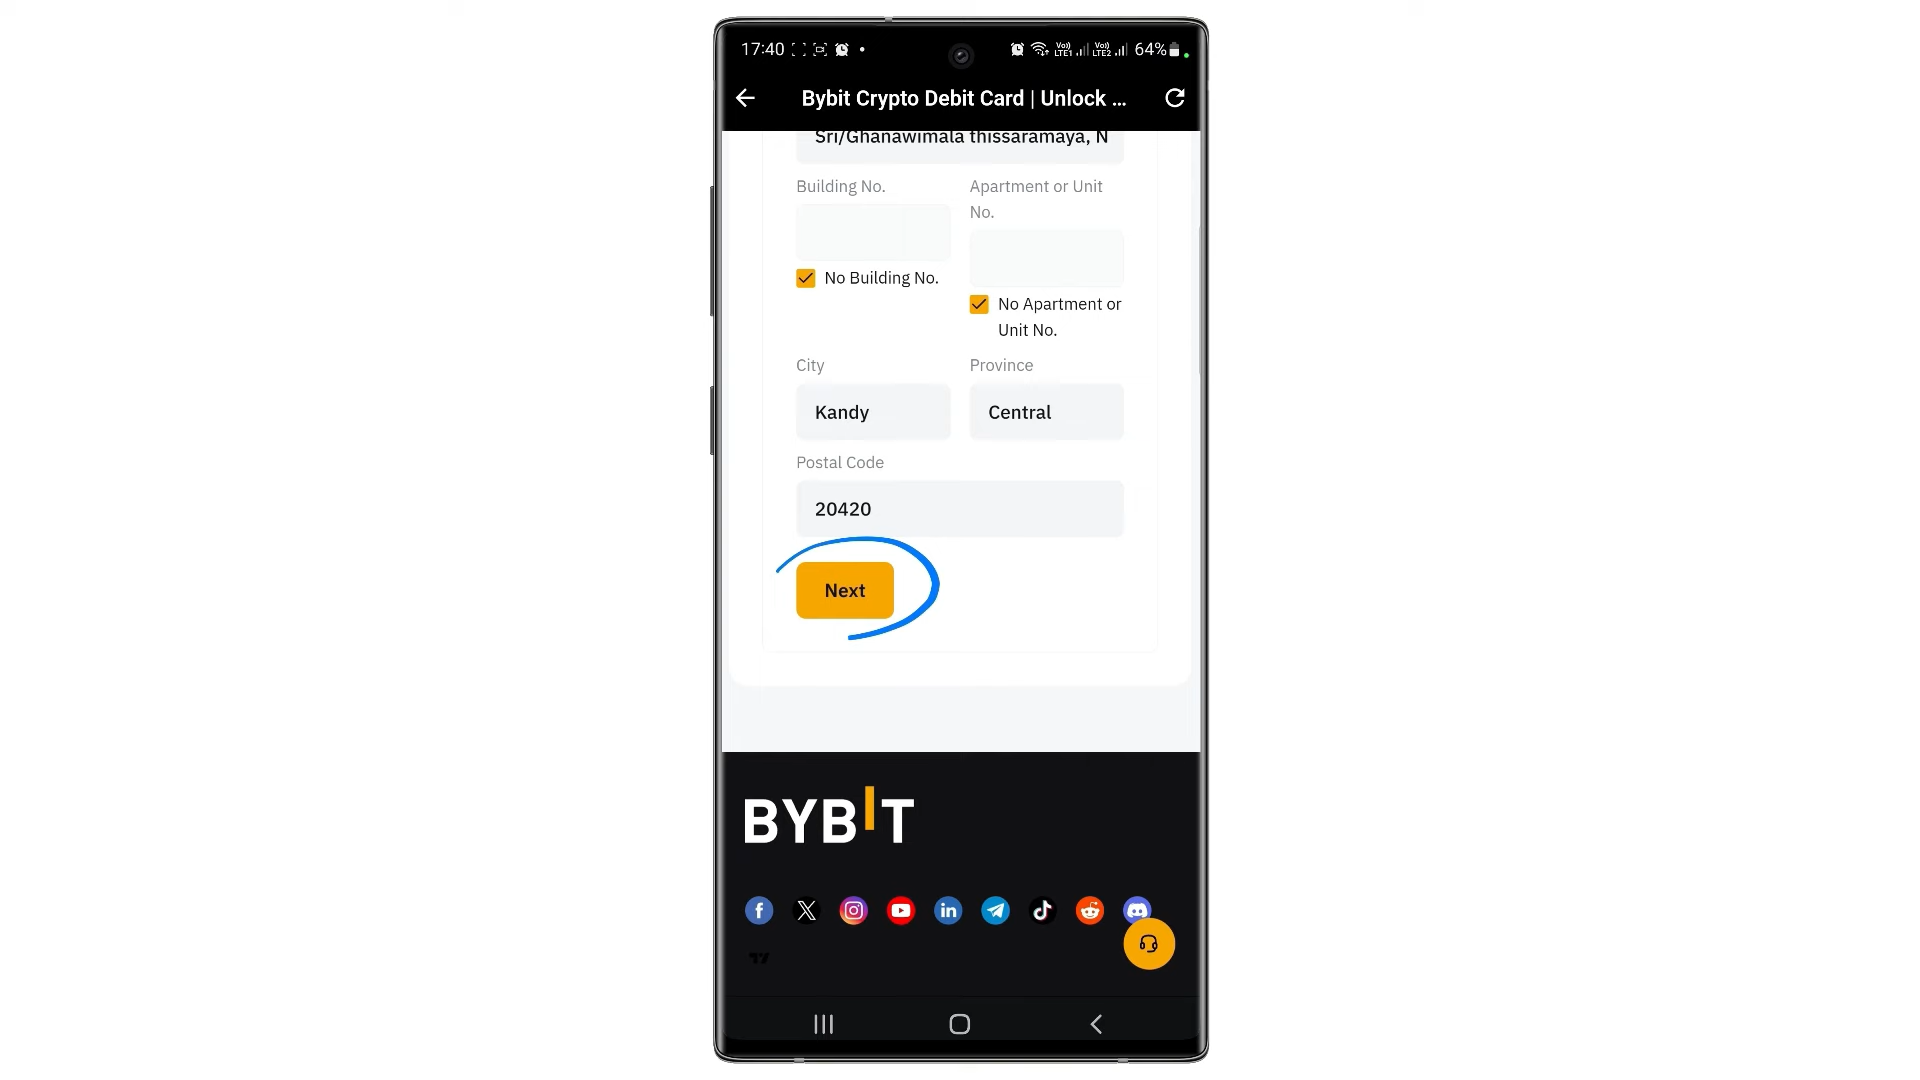 17:40 64%
Bybit Crypto Debit Card | Unlock ...
Sri/Ghanawimala thissaramaya, N
Building No.
Apartment or Unit
No.
No Building No.
No Apartment or
Unit No.
City
Province
Kandy
Central
Postal Code
20420
Next
BYBIT